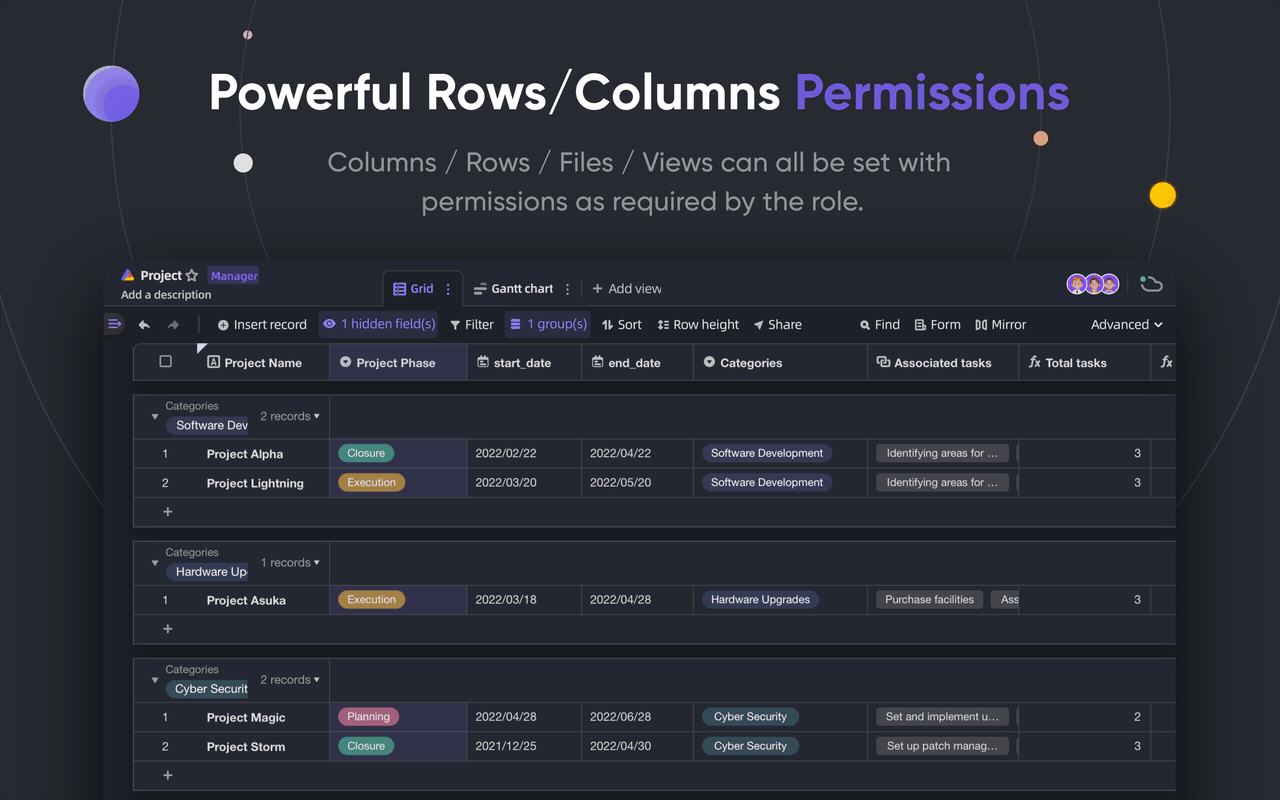 Powerful Rows/Columns Permissions
Columns / Rows / Files / Views can all be set with
permissions as required by the role.
Project Manager
Add a description
Grid Gantt chart + Add view
Insert record 1 hidden field(s) Filter 1 group(s) Sort Row height Share Find Form Mirror Advanced
Project Name Project Phase start_date end_date Categories Associated tasks fx Total tasks fx
Categories
Software Dev 2 records
1 Project Alpha Closure 2022/02/22 2022/04/22 Software Development Identifying areas for ... 3
2 Project Lightning Execution 2022/03/20 2022/05/20 Software Development Identifying areas for ... 3
+
Categories
Hardware Up 1 records
1 Project Asuka Execution 2022/03/18 2022/04/28 Hardware Upgrades Purchase facilities Ass 3
+
Categories
Cyber Securit 2 records
1 Project Magic Planning 2022/04/28 2022/06/28 Cyber Security Set and implement u... 2
2 Project Storm Closure 2021/12/25 2022/04/30 Cyber Security Set up patch manag... 3
+